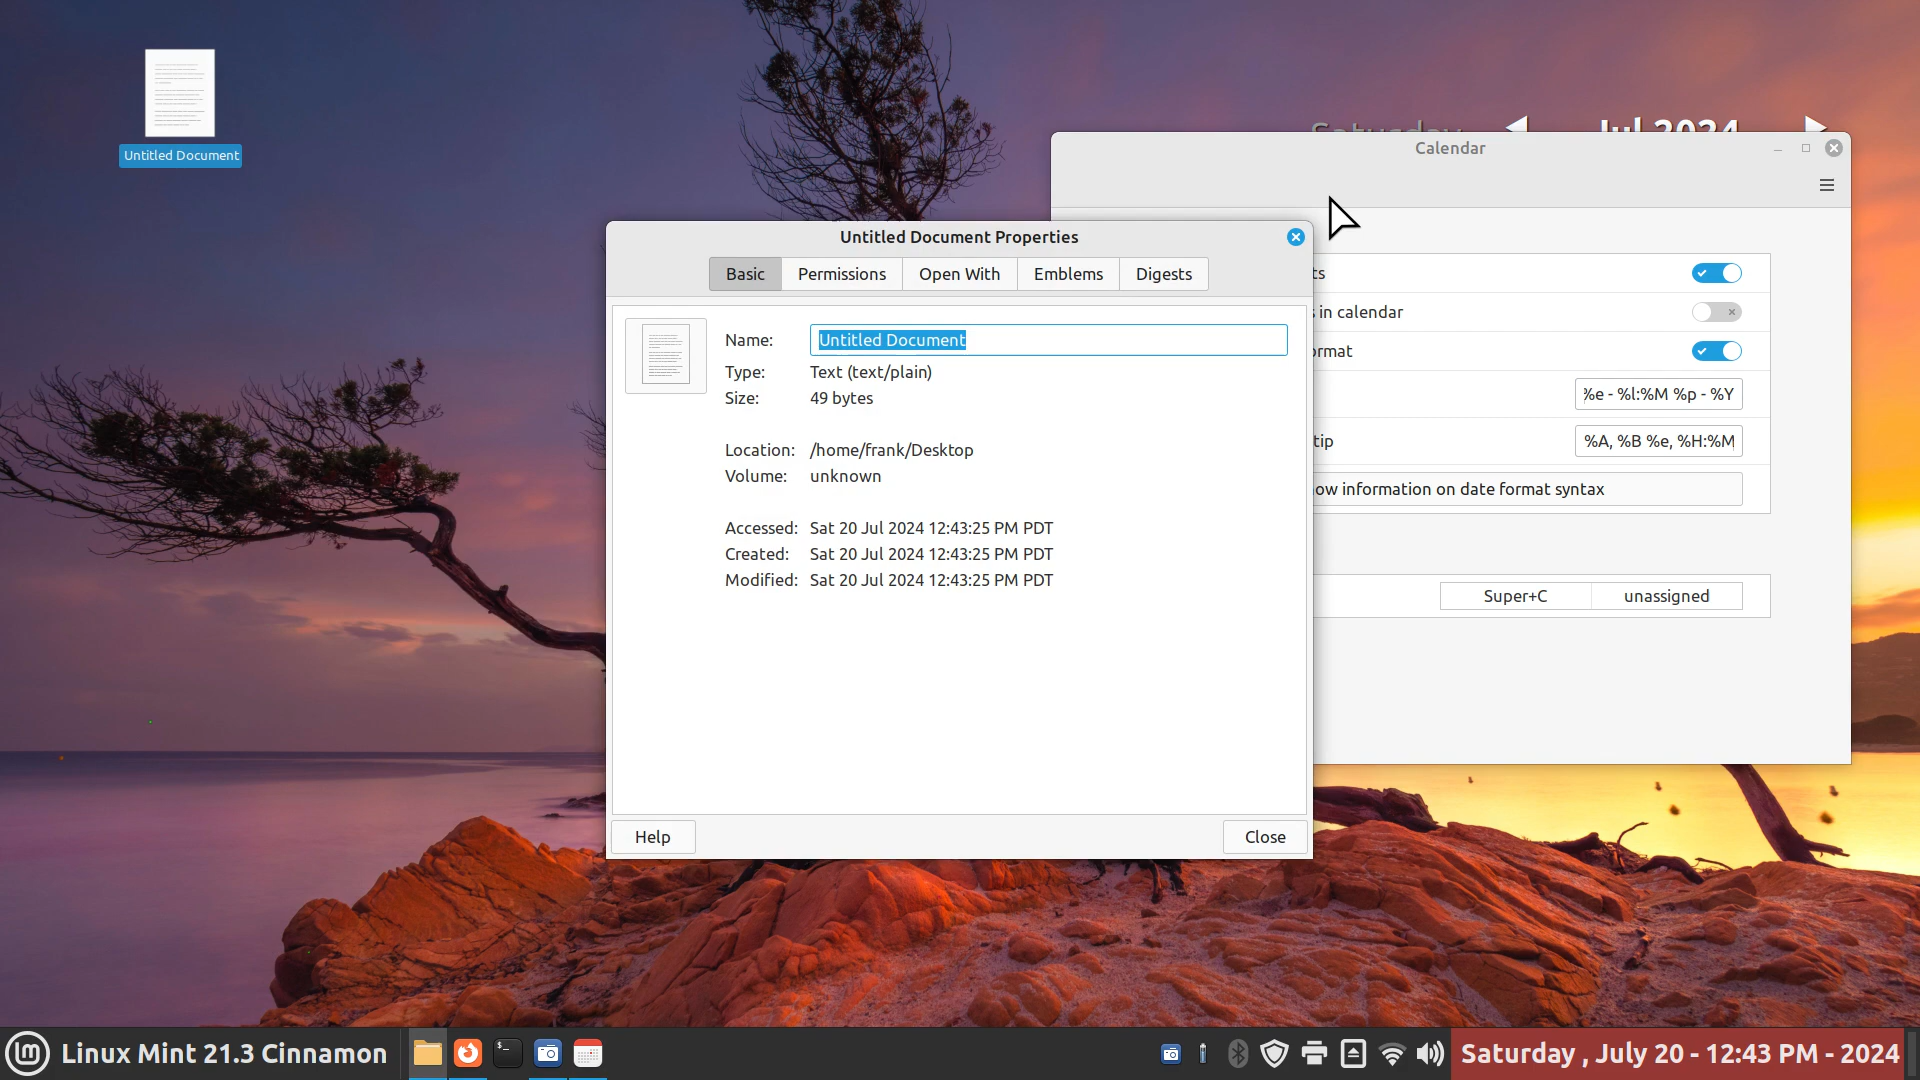 Untitled Document
Saturday
Jul 2024
Calendar
Untitled Document Properties
Basic Permissions Open With Emblems Digests
Name: Untitled Document
Type: Text (text/plain)
Size: 49 bytes
Location: /home/frank/Desktop
Volume: unknown
Accessed: Sat 20 Jul 2024 12:43:25 PM PDT
Created: Sat 20 Jul 2024 12:43:25 PM PDT
Modified: Sat 20 Jul 2024 12:43:25 PM PDT
Help
Close
in calendar
%e - %l:%M %p - %Y
%A, %B %e, %H:%M
information on date format syntax
Super+C unassigned
Linux Mint 21.3 Cinnamon
Saturday , July 20 - 12:43 PM - 2024